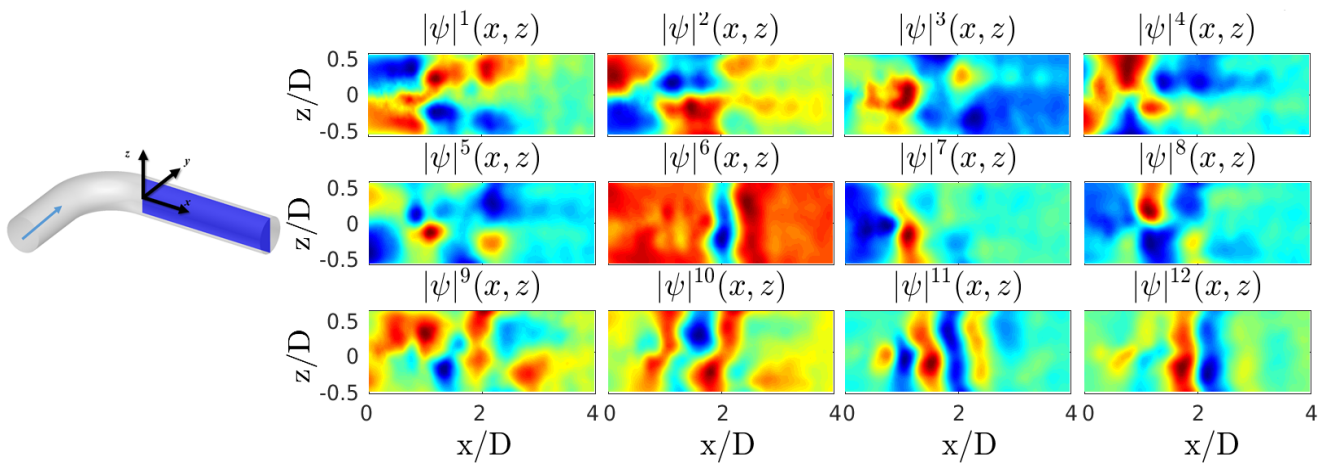 |ψ|¹(x, z) |ψ|²(x, z) |ψ|³(x, z) |ψ|⁴(x, z)
z/D 0.5 0 -0.5
z y x
|ψ|⁵(x, z) |ψ|⁶(x, z) |ψ|⁷(x, z) |ψ|⁸(x, z)
z/D 0.5 0 -0.5
|ψ|⁹(x, z) |ψ|¹⁰(x, z) |ψ|¹¹(x, z) |ψ|¹²(x, z)
z/D 0.5 0 -0.5
0 2 4 0 2 4 0 2 4 0 2 4
x/D x/D x/D x/D